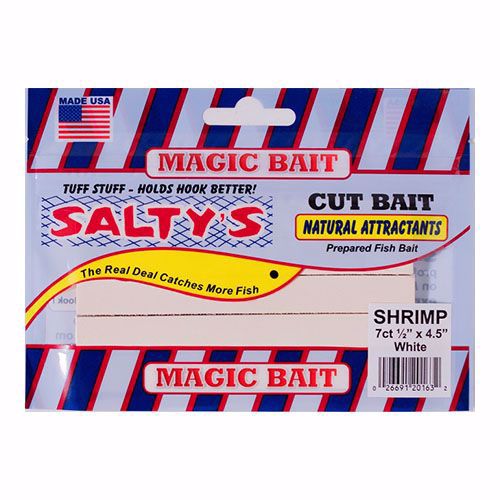 MADE USA
MAGIC BAIT
TUFF STUFF - HOLDS HOOK BETTER!
SALTY'S
CUT BAIT
NATURAL ATTRACTANTS
Prepared Fish Bait
The Real Deal Catches More Fish
SHRIMP
7ct ½" x 4.5"
White
0 26691 20163 2
MAGIC BAIT